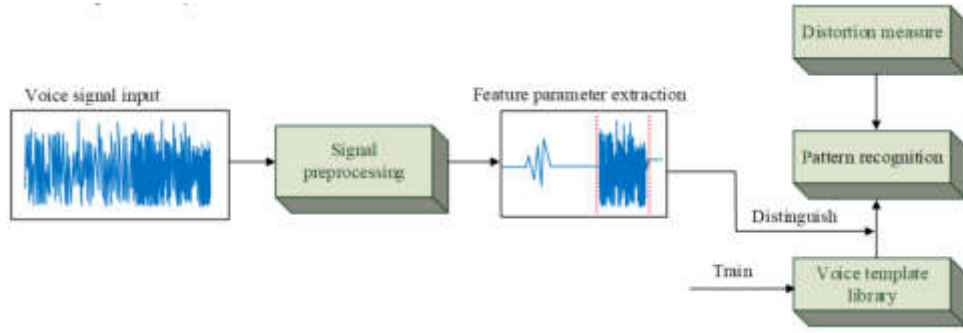 Distortion measure
Voice signal input
Feature parameter extraction
Signal
preprocessing
Pattern recognition
Distinguish
Train
Voice template
library